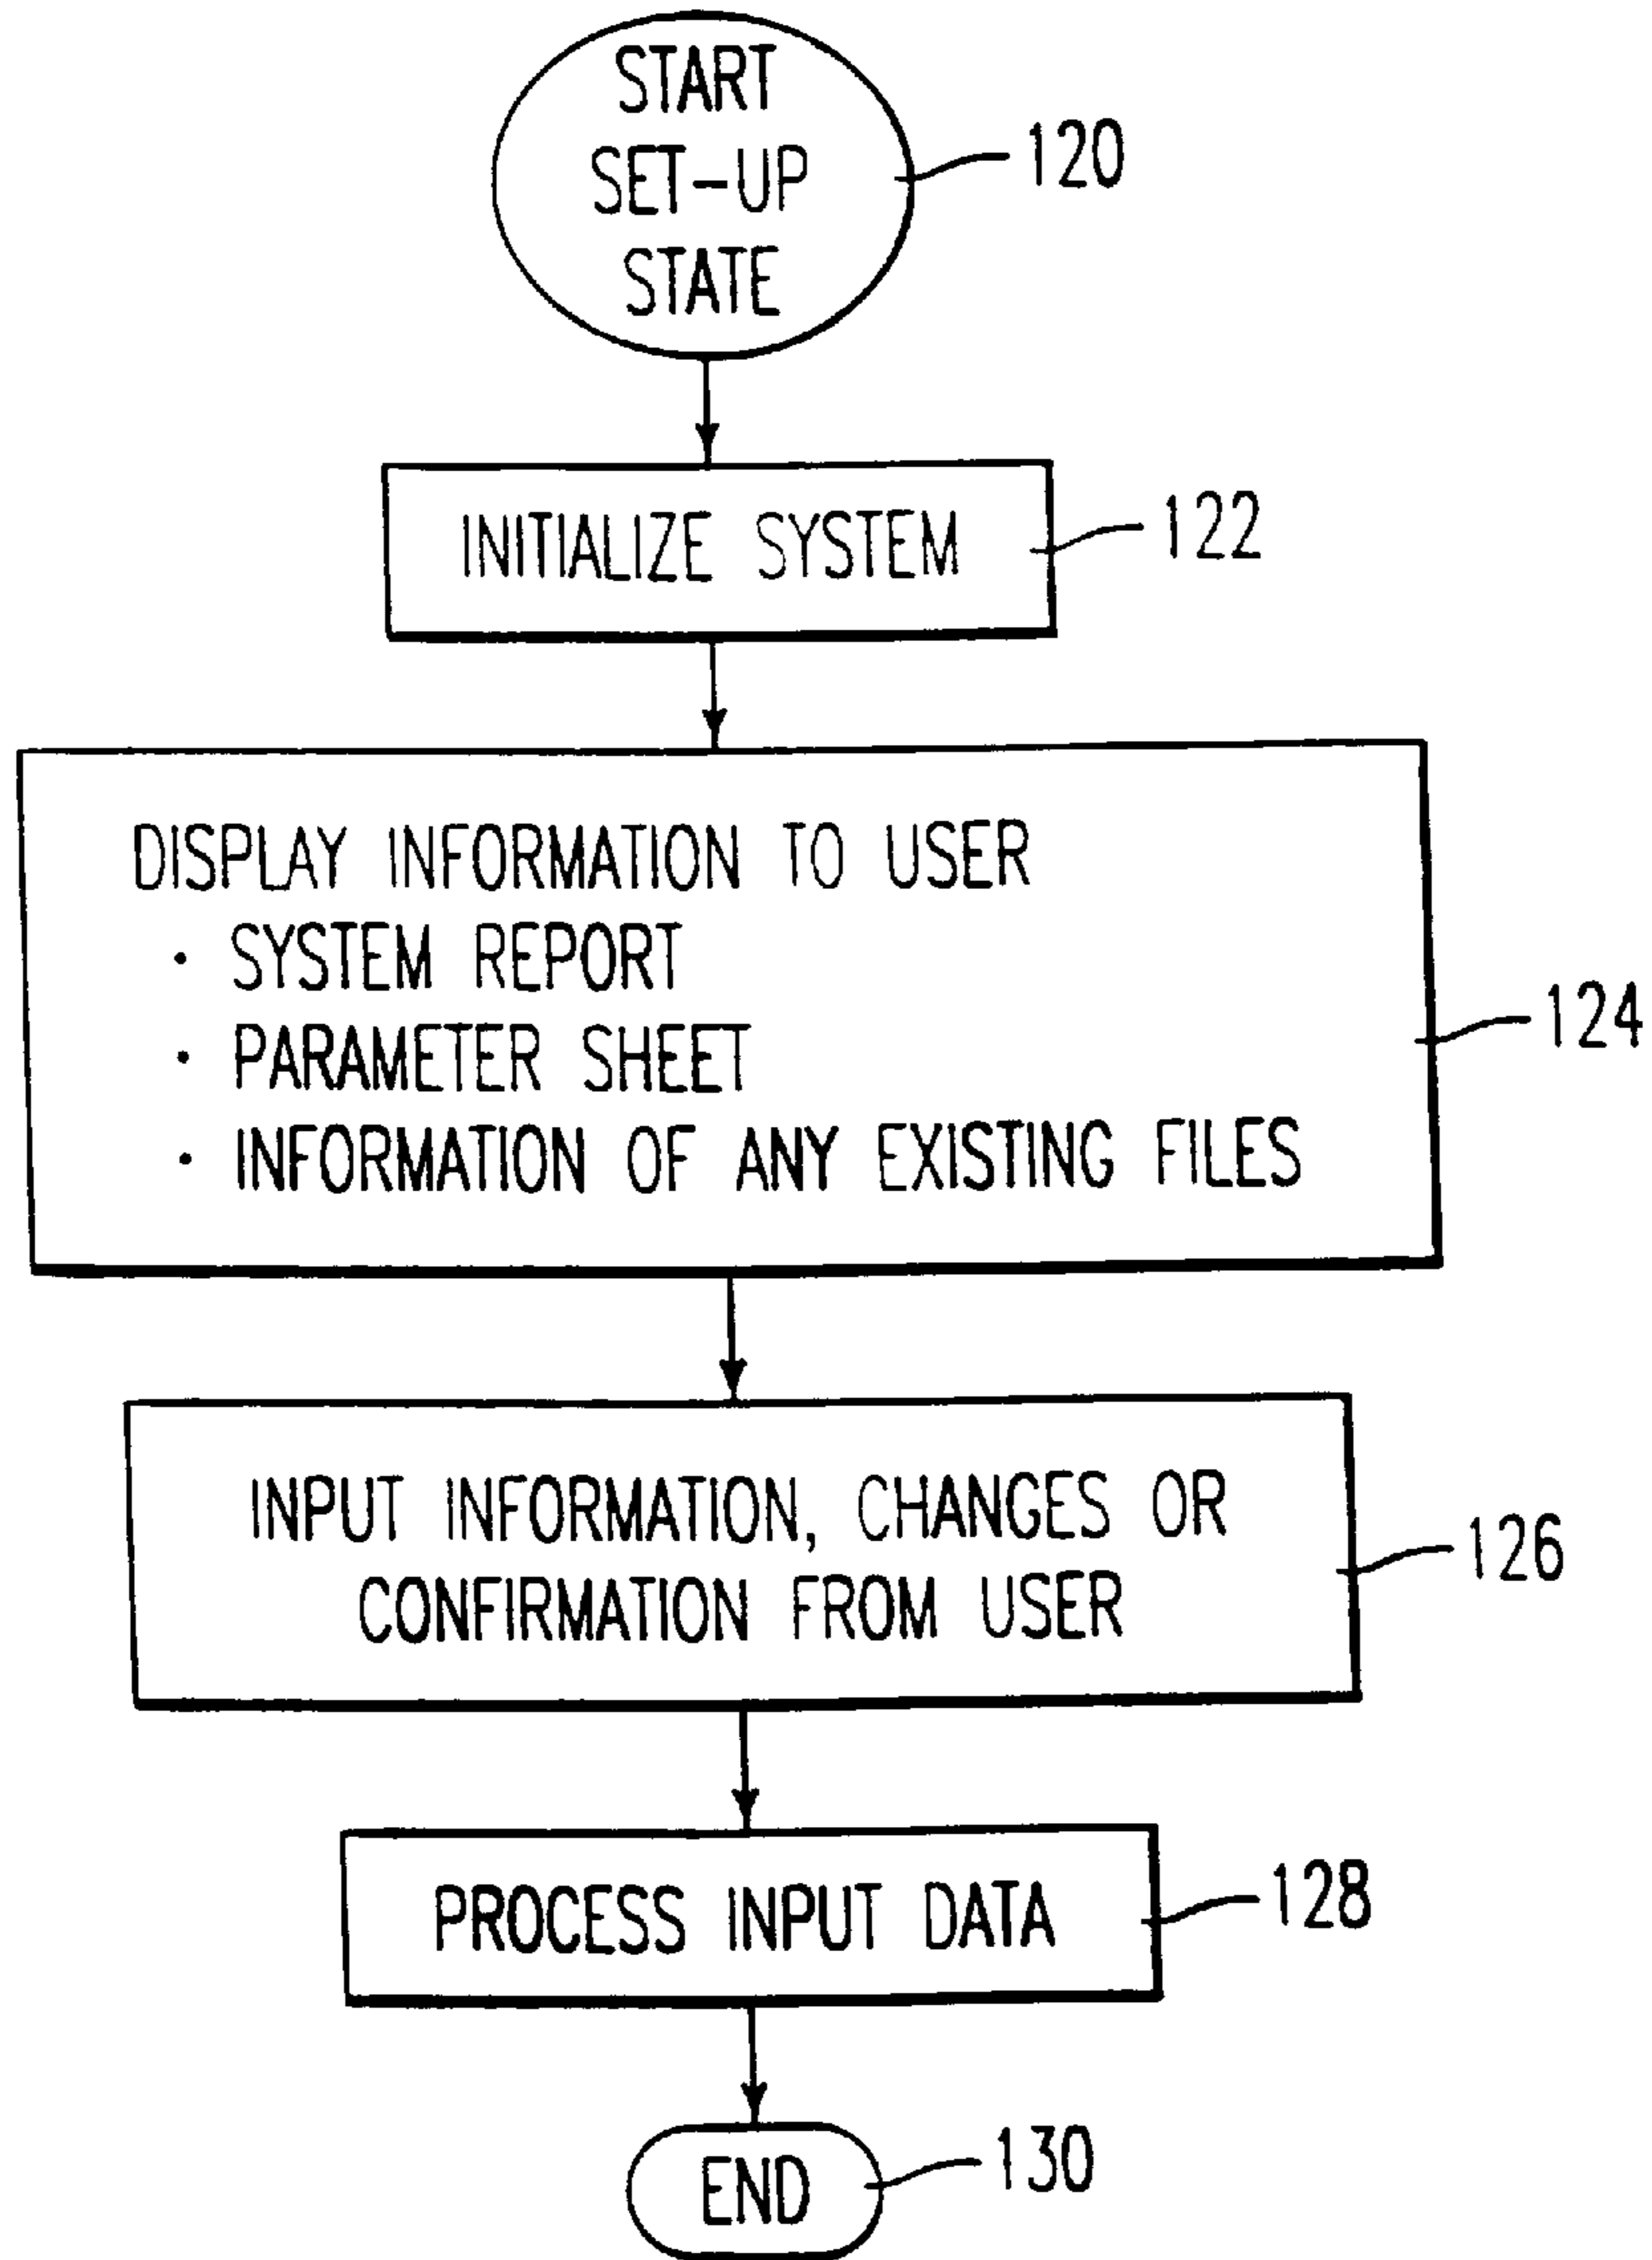 START
SET-UP
STATE
120
INITIALIZE SYSTEM
122
DISPLAY INFORMATION TO USER
· SYSTEM REPORT
· PARAMETER SHEET
· INFORMATION OF ANY EXISTING FILES
124
INPUT INFORMATION, CHANGES OR
CONFIRMATION FROM USER
126
PROCESS INPUT DATA
128
END
130